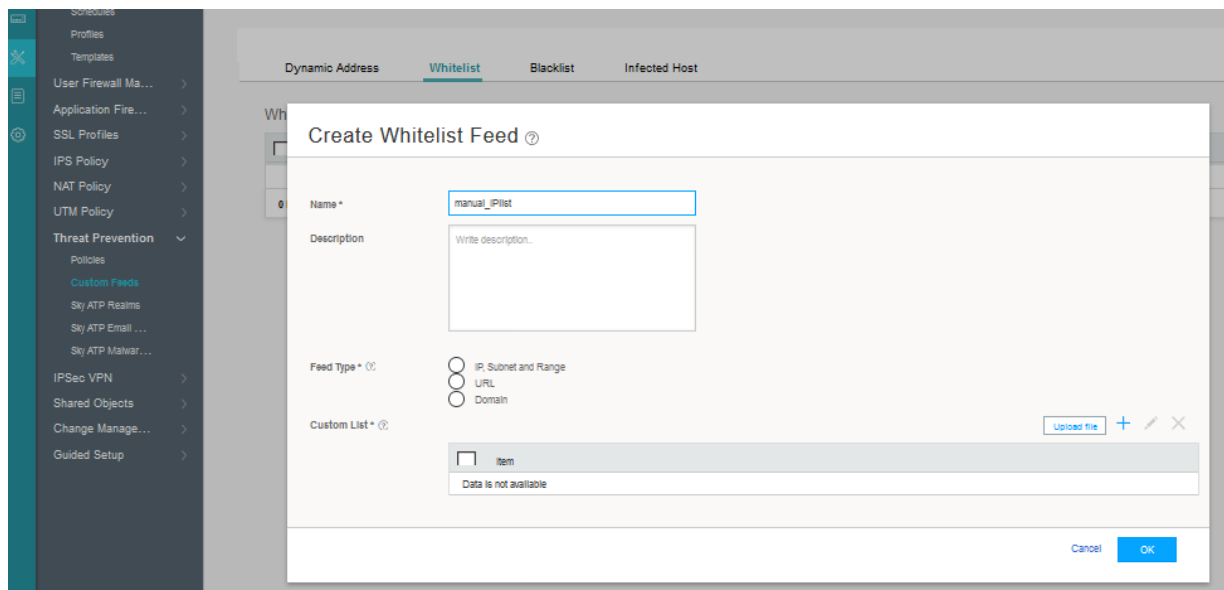 Schedules
Profiles
Templates
User Firewall Ma...
Application Fire...
SSL Profiles
IPS Policy
NAT Policy
UTM Policy
Threat Prevention
Policies
Custom Feeds
Sky ATP Realms
Sky ATP Email ...
Sky ATP Malwar...
IPSec VPN
Shared Objects
Change Manage...
Guided Setup
Dynamic Address Whitelist Blacklist Infected Host
Wh
0
Create Whitelist Feed ?
Name * manual_IPlist
Description Write description..
Feed Type * ? IP, Subnet and Range
URL
Domain
Custom List * ? Upload file
Item
Data is not available
Cancel OK